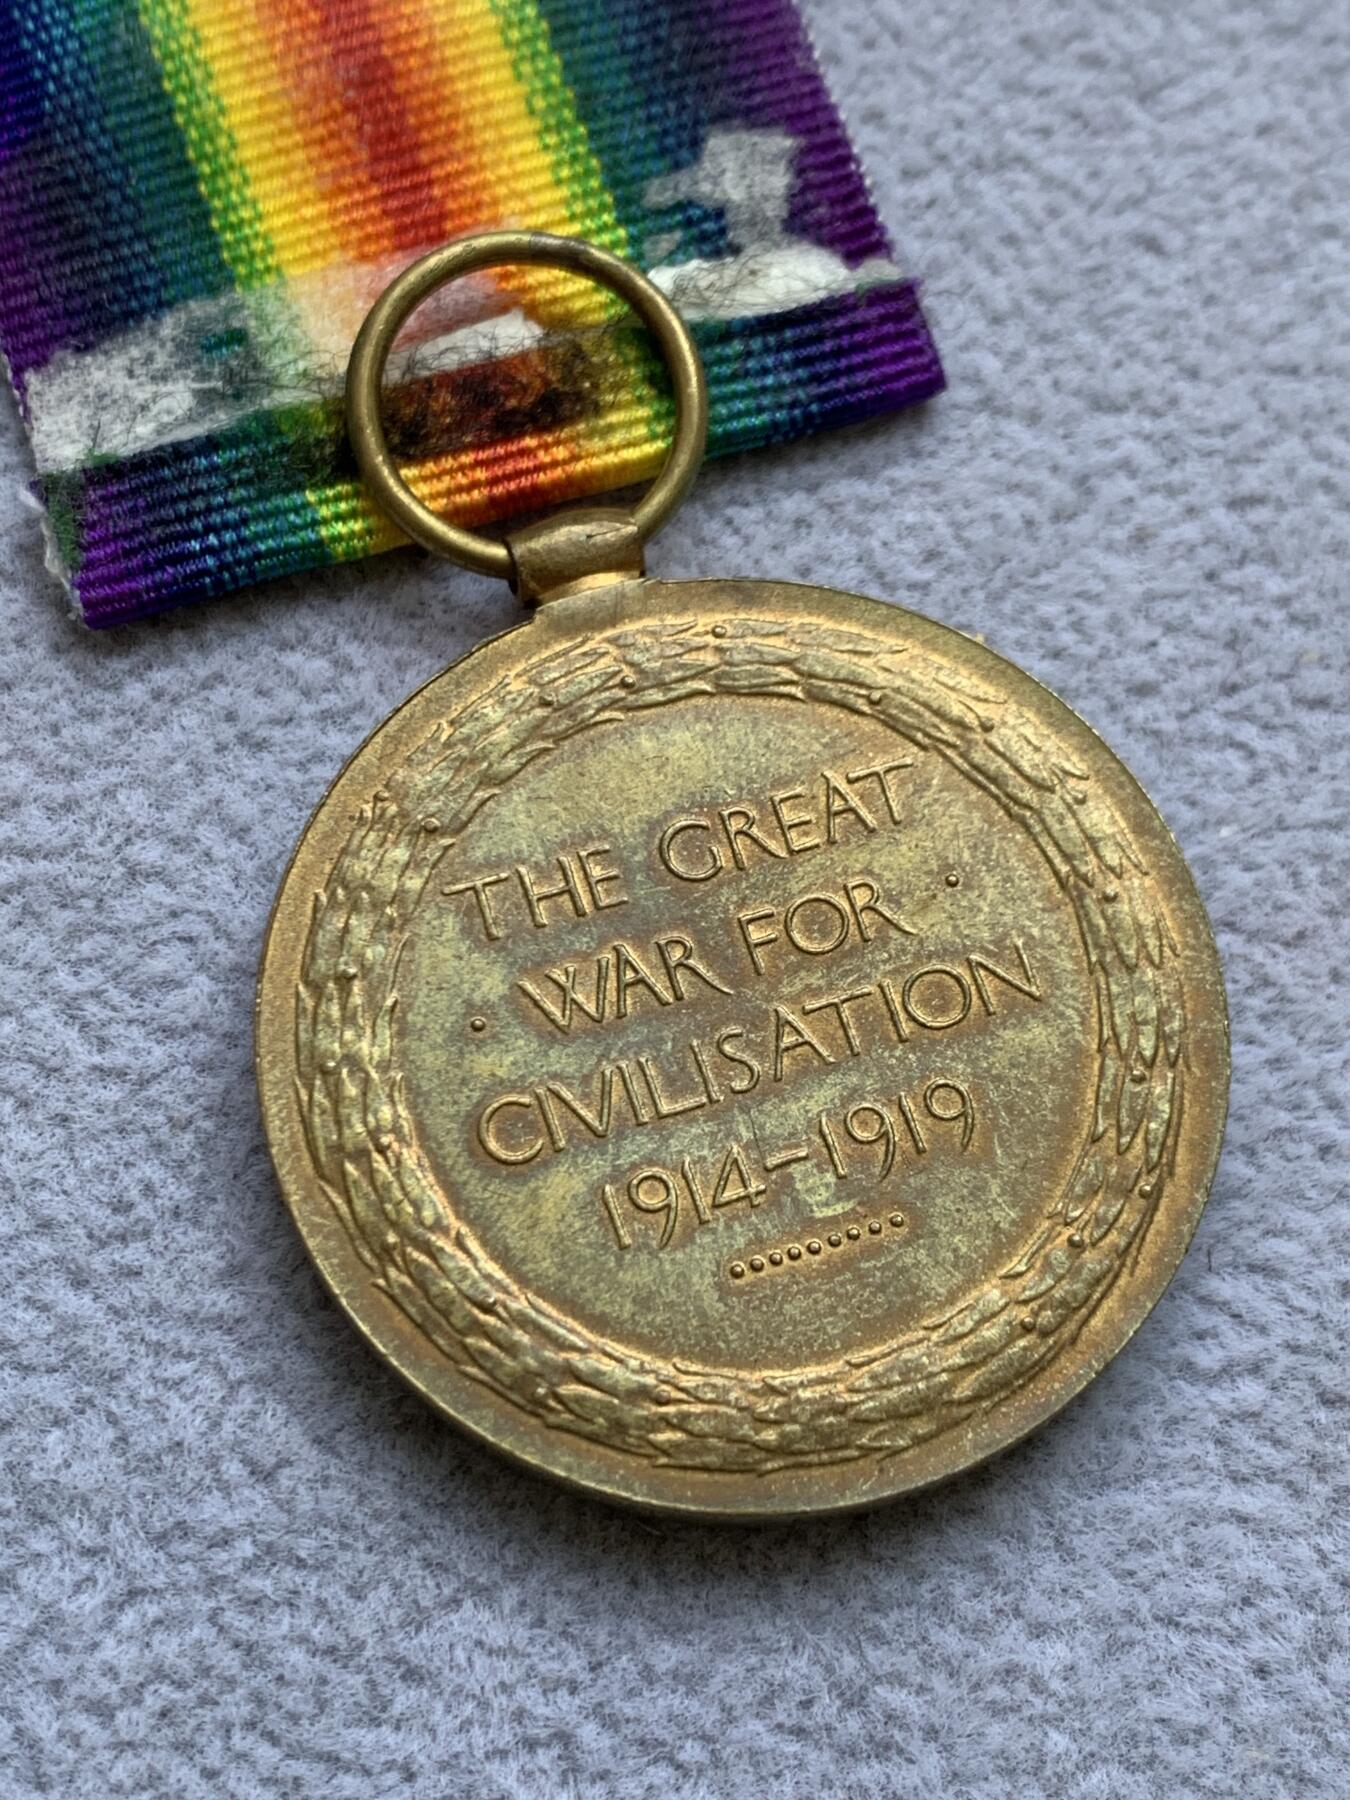 THE GREAT
· WAR FOR ·
CIVILISATION
1914-1919